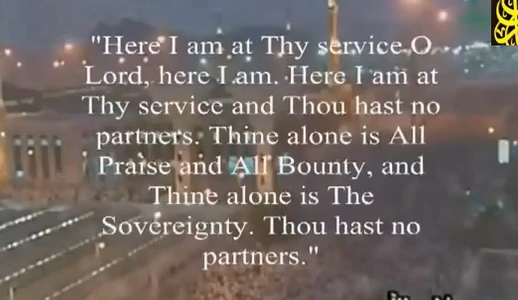 "Here I am at Thy service O
Lord, here I am. Here I am at
Thy service and Thou hast no
partners. Thine alone is All
Praise and All Bounty, and
Thine alone is The
Sovereignty. Thou hast no
partners."